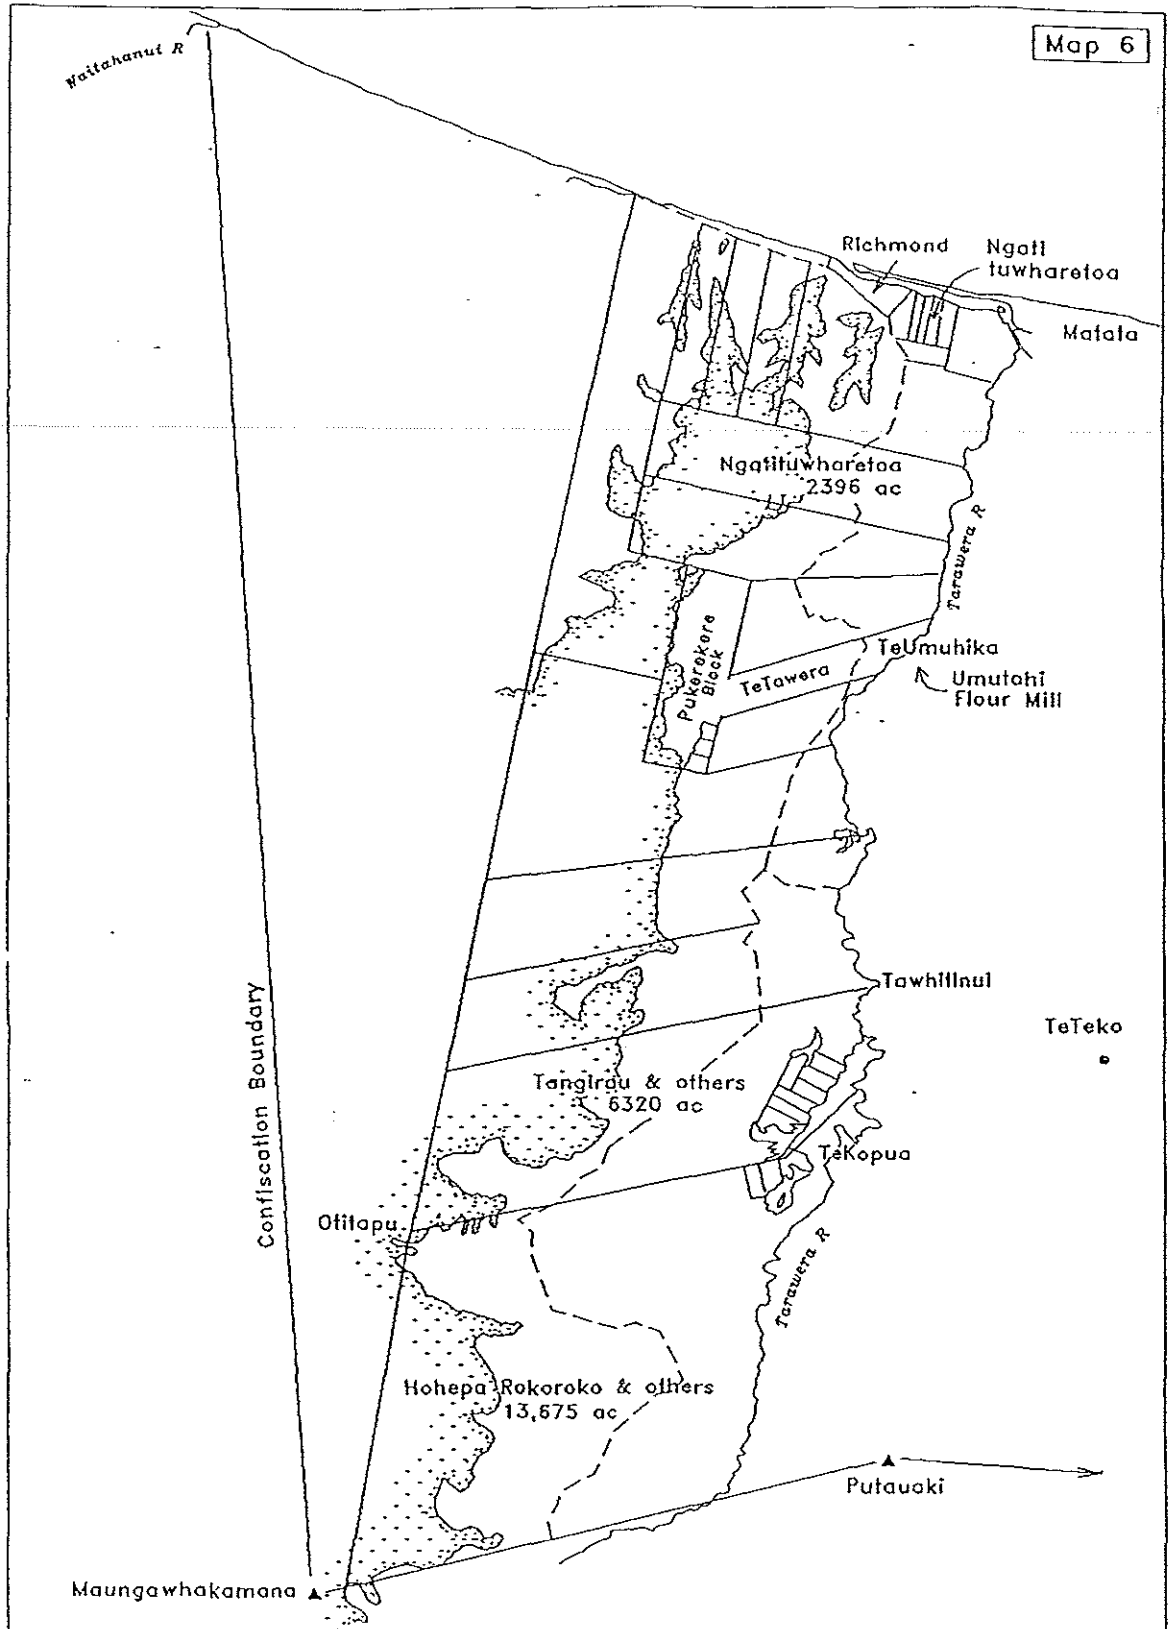 Map 6
Waitahanui R
Richmond
Ngati
tuwharetoa
Matata
Ngatituwharetoa
2396 ac
Tarawera R
Pukerekere
Block
TeUmuhika
TeTawera
Umutahi
Flour Mill
Confiscation Boundary
Tawhitinui
TeTeko
Tangirau & others
6320 ac
TeKopua
Otitapu
Tarawera R
Hohepa Rokoroko & others
13,675 ac
Putauaki
Maungawhakamana